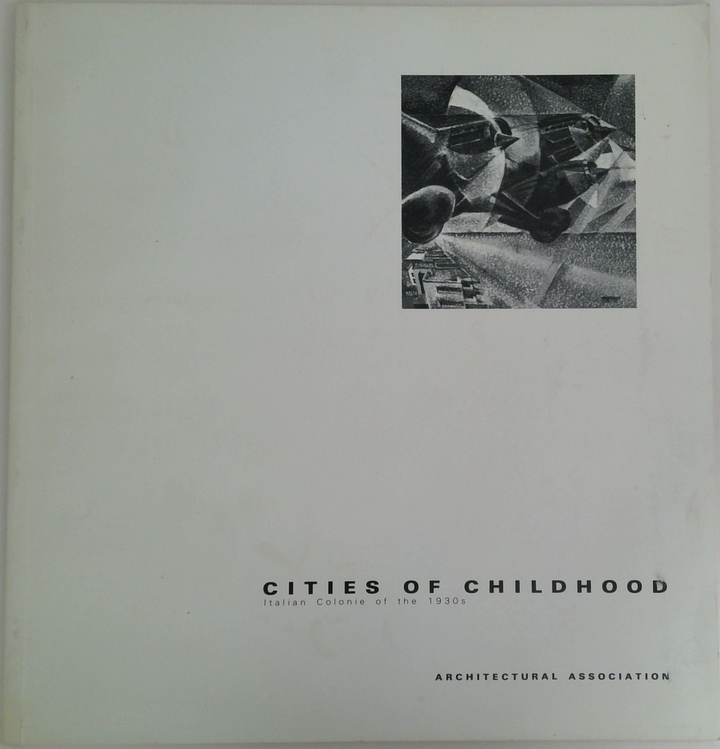 CITIES OF CHILDHOOD
Italian Colonie of the 1930s
ARCHITECTURAL ASSOCIATION